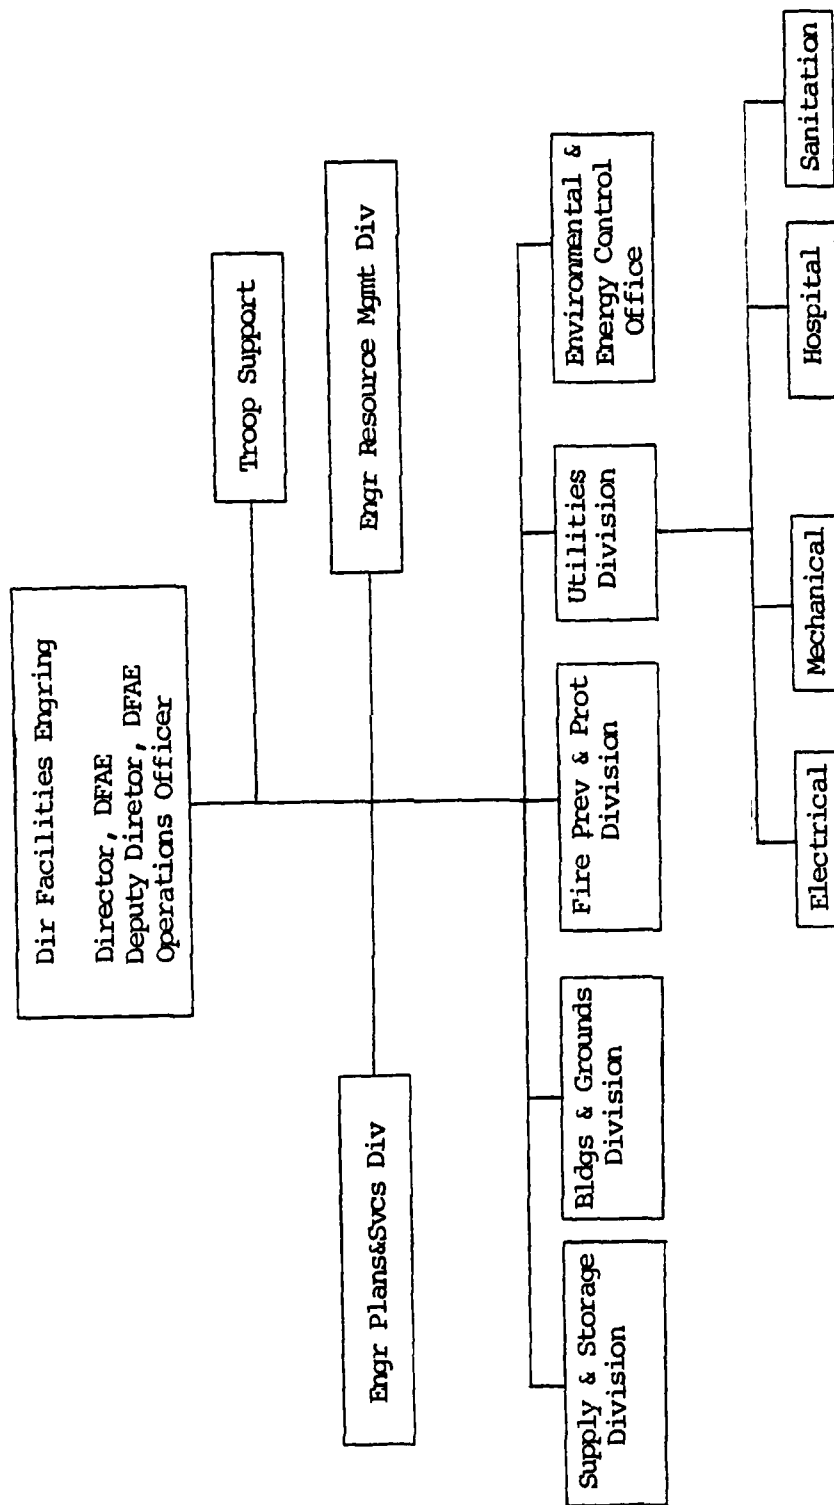 Dir Facilities Engring
Director, DFAE
Deputy Diretor, DFAE
Operations Officer
Troop Support
Engr Plans&Svcs Div
Engr Resource Mgmt Div
Supply & Storage
Division
Bldgs & Grounds
Division
Fire Prev & Prot
Division
Utilities
Division
Environmental &
Energy Control
Office
Electrical
Mechanical
Hospital
Sanitation